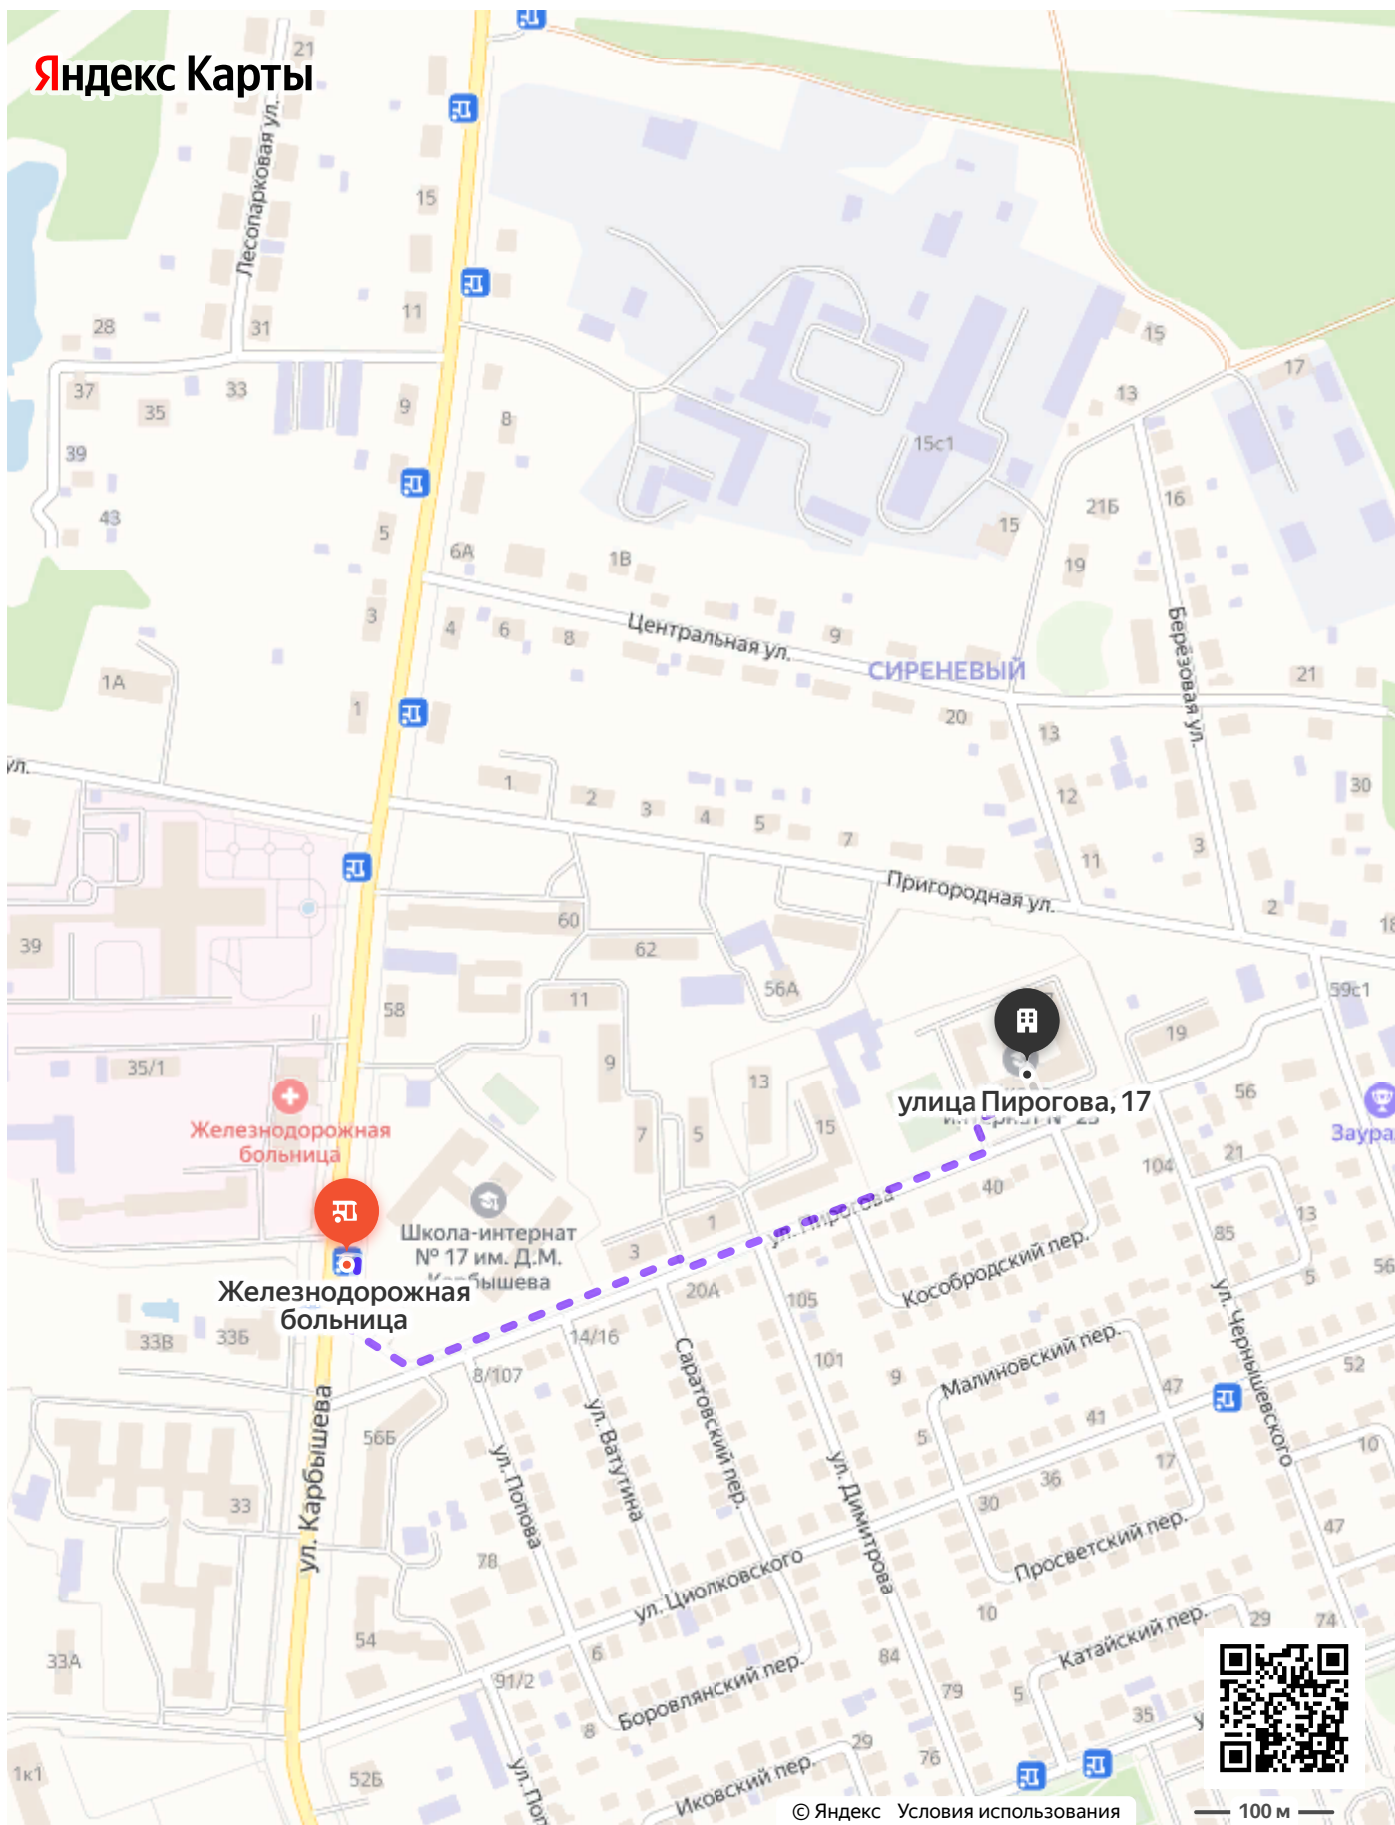 Яндекс Карты
21
Лесопарковая ул.
15
11
28
31
37
35
33
9
8
39
43
5
6А
1В
15с1
15
17
13
15
16
21Б
19
3
4
6
8
Центральная ул.
9
СИРЕНЕВЫЙ
Берёзовая ул.
21
1А
1
20
13
ул.
1
2
3
4
5
7
12
11
3
30
Пригородная ул.
2
18
39
60
62
58
11
56А
59с1
19
35/1
9
13
56
Железнодорожная
больница
улица Пирогова, 17
7
5
15
104
21
Заура
Школа-интернат
№ 17 им. Д.М.
Карбышева
3
1
ул. Пирогова
40
85
13
Кособродский пер.
5
56
Железнодорожная
больница
20А
105
33В
33Б
14/16
101
Малиновский пер.
ул. Чернышевского
52
8/107
9
47
41
Саратовский пер.
ул. Ватутина
56Б
5
17
10
ул. Попова
ул. Димитрова
36
30
33
ул. Карбышева
47
Просветский пер.
78
ул. Циолковского
10
29
74
Катайский пер.
54
6
84
33А
91/2
Боровлянский пер.
79
5
35
8
29
76
1к1
52Б
ул. Поп
Иковский пер.
© Яндекс Условия использования
100 м